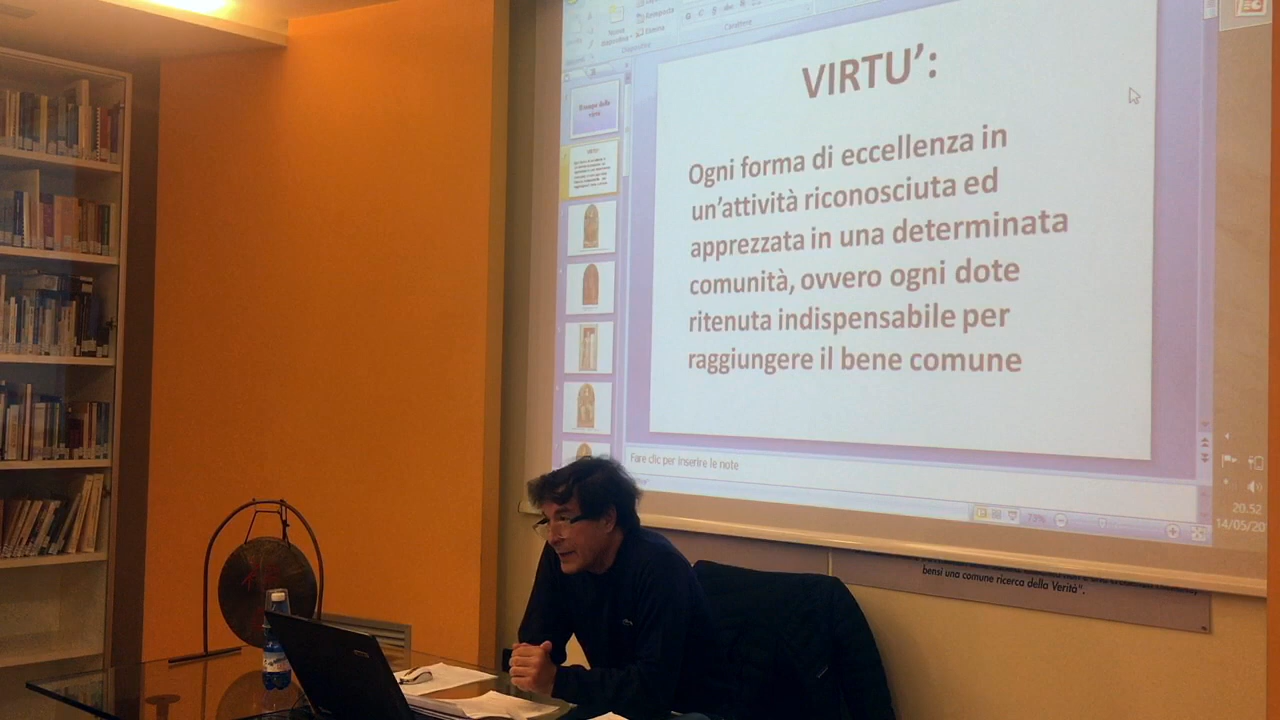 VIRTU':
Ogni forma di eccellenza in
un'attività riconosciuta ed
apprezzata in una determinata
comunità, ovvero ogni dote
ritenuta indispensabile per
raggiungere il bene comune
Fare clic per inserire le note
73%
20.52
14/05/20
bensì una comune ricerca della Verità".